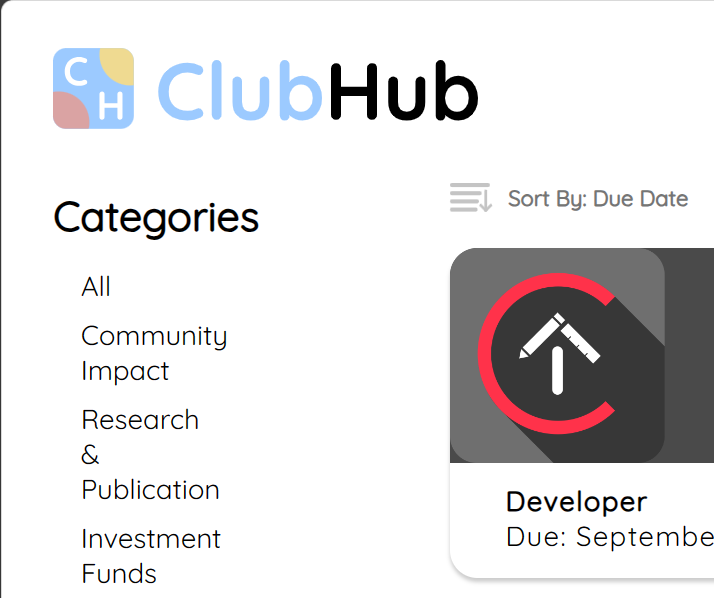 C
H
ClubHub
Categories
All
Community
Impact
Research
&
Publication
Investment
Funds
Sort By: Due Date
Developer
Due: Septembe